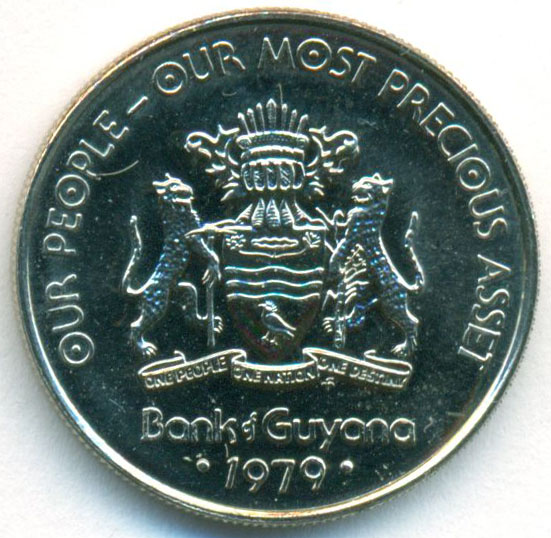 OUR PEOPLE – OUR MOST PRECIOUS ASSET
ONE PEOPLE ONE NATION ONE DESTINY
Bank of Guyana
• 1979 •